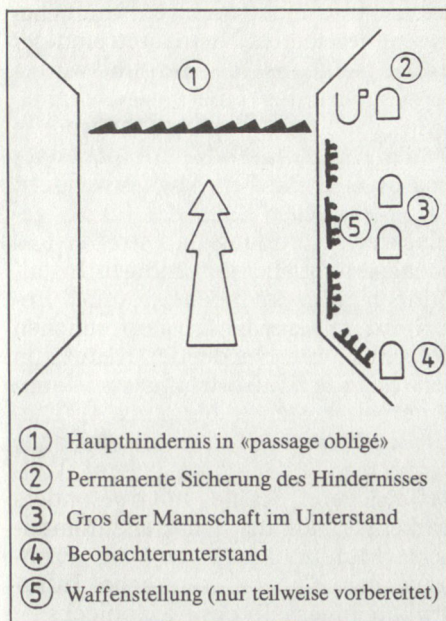 ①
②
③
⑤
④
① Haupthindernis in «passage obligé»
② Permanente Sicherung des Hindernisses
③ Gros der Mannschaft im Unterstand
④ Beobachterunterstand
⑤ Waffenstellung (nur teilweise vorbereitet)